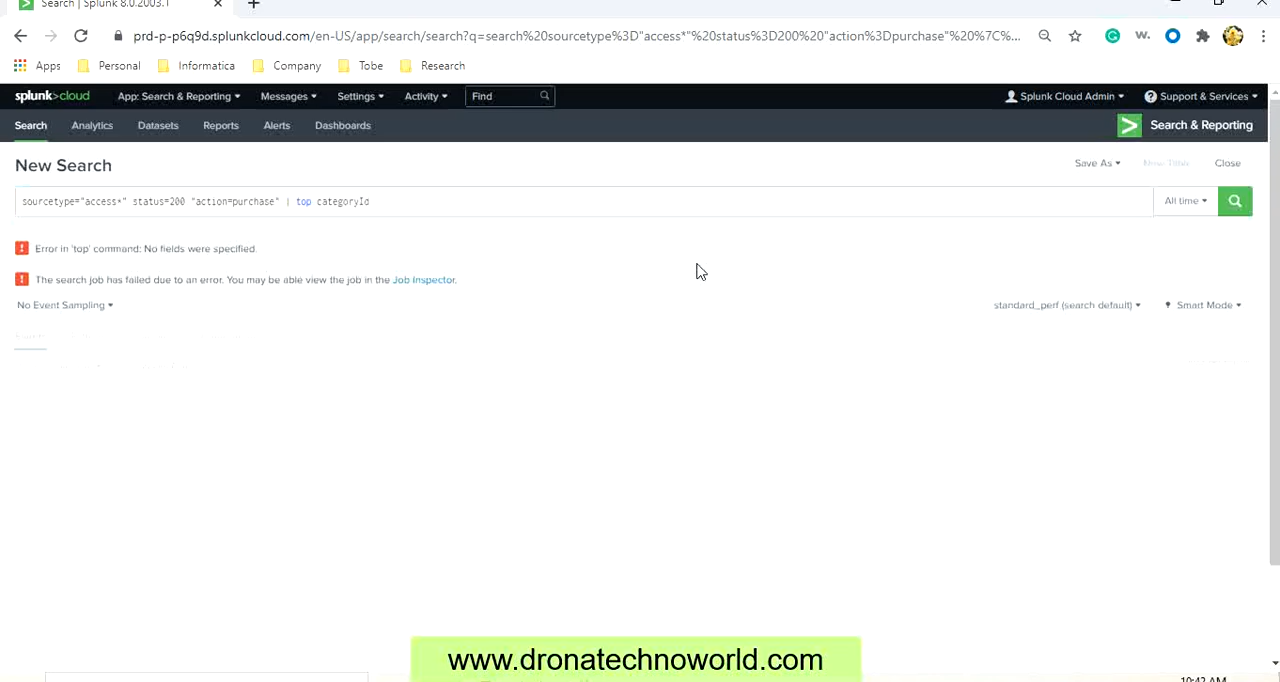 Search | Splunk 8.0.2003.1
prd-p-p6q9d.splunkcloud.com/en-US/app/search/search?q=search%20sourcetype%3D"access*"%20status%3D200%20"action%3Dpurchase"%20%7C%...
Apps Personal Informatica Company Tobe Research
splunk>cloud App: Search & Reporting Messages Settings Activity Find Splunk Cloud Admin Support & Services
Search Analytics Datasets Reports Alerts Dashboards Search & Reporting
New Search Save As Close
sourcetype="access*" status=200 "action=purchase" | top categoryId All time
Error in 'top' command: No fields were specified.
The search job has failed due to an error. You may be able view the job in the Job Inspector.
No Event Sampling standard_perf (search default) Smart Mode
www.dronatechnoworld.com
10:42 AM